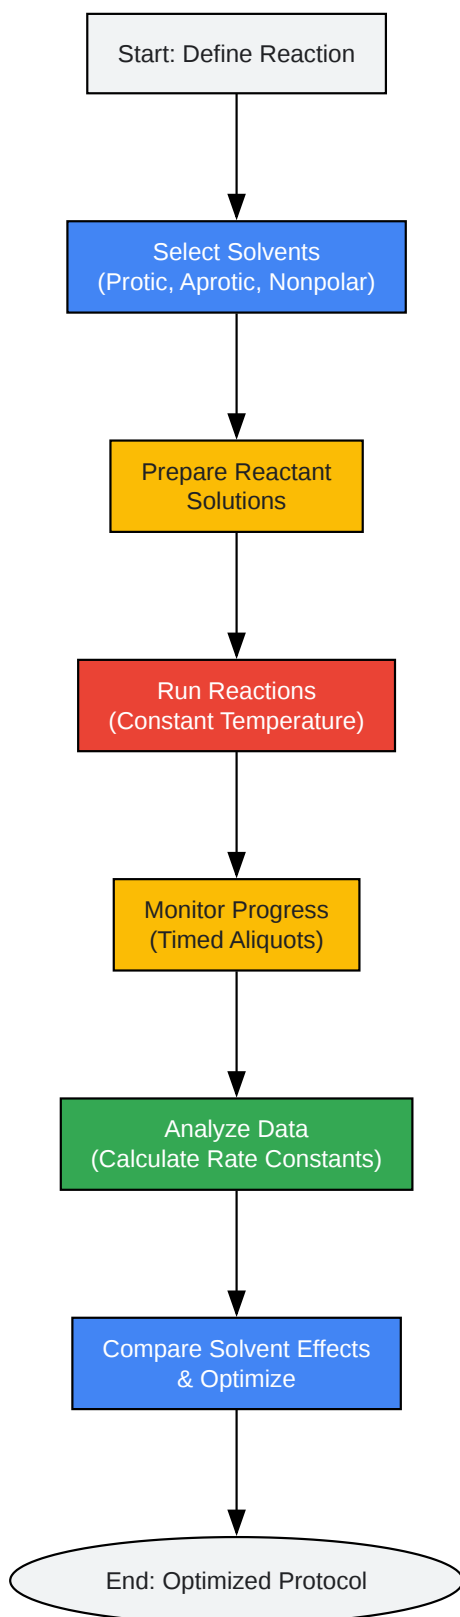 Start: Define Reaction
Select Solvents
(Protic, Aprotic, Nonpolar)
Prepare Reactant
Solutions
Run Reactions
(Constant Temperature)
Monitor Progress
(Timed Aliquots)
Analyze Data
(Calculate Rate Constants)
Compare Solvent Effects
& Optimize
End: Optimized Protocol